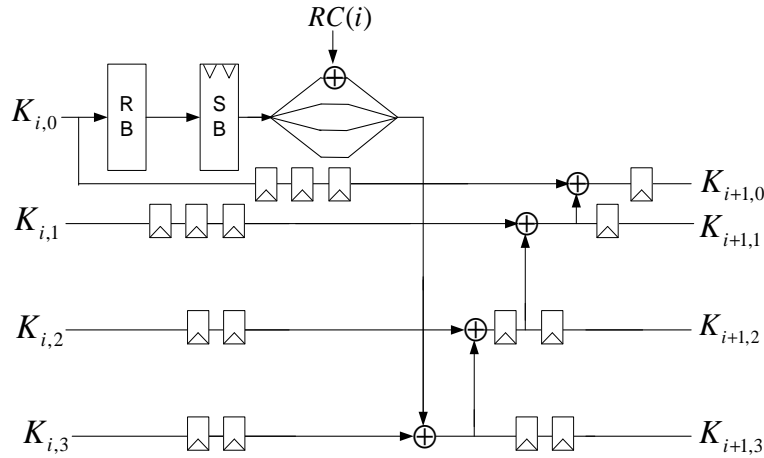 RC(i)
K_{i,0}
R
B
S
B
K_{i+1,0}
K_{i,1}
K_{i+1,1}
K_{i,2}
K_{i+1,2}
K_{i,3}
K_{i+1,3}